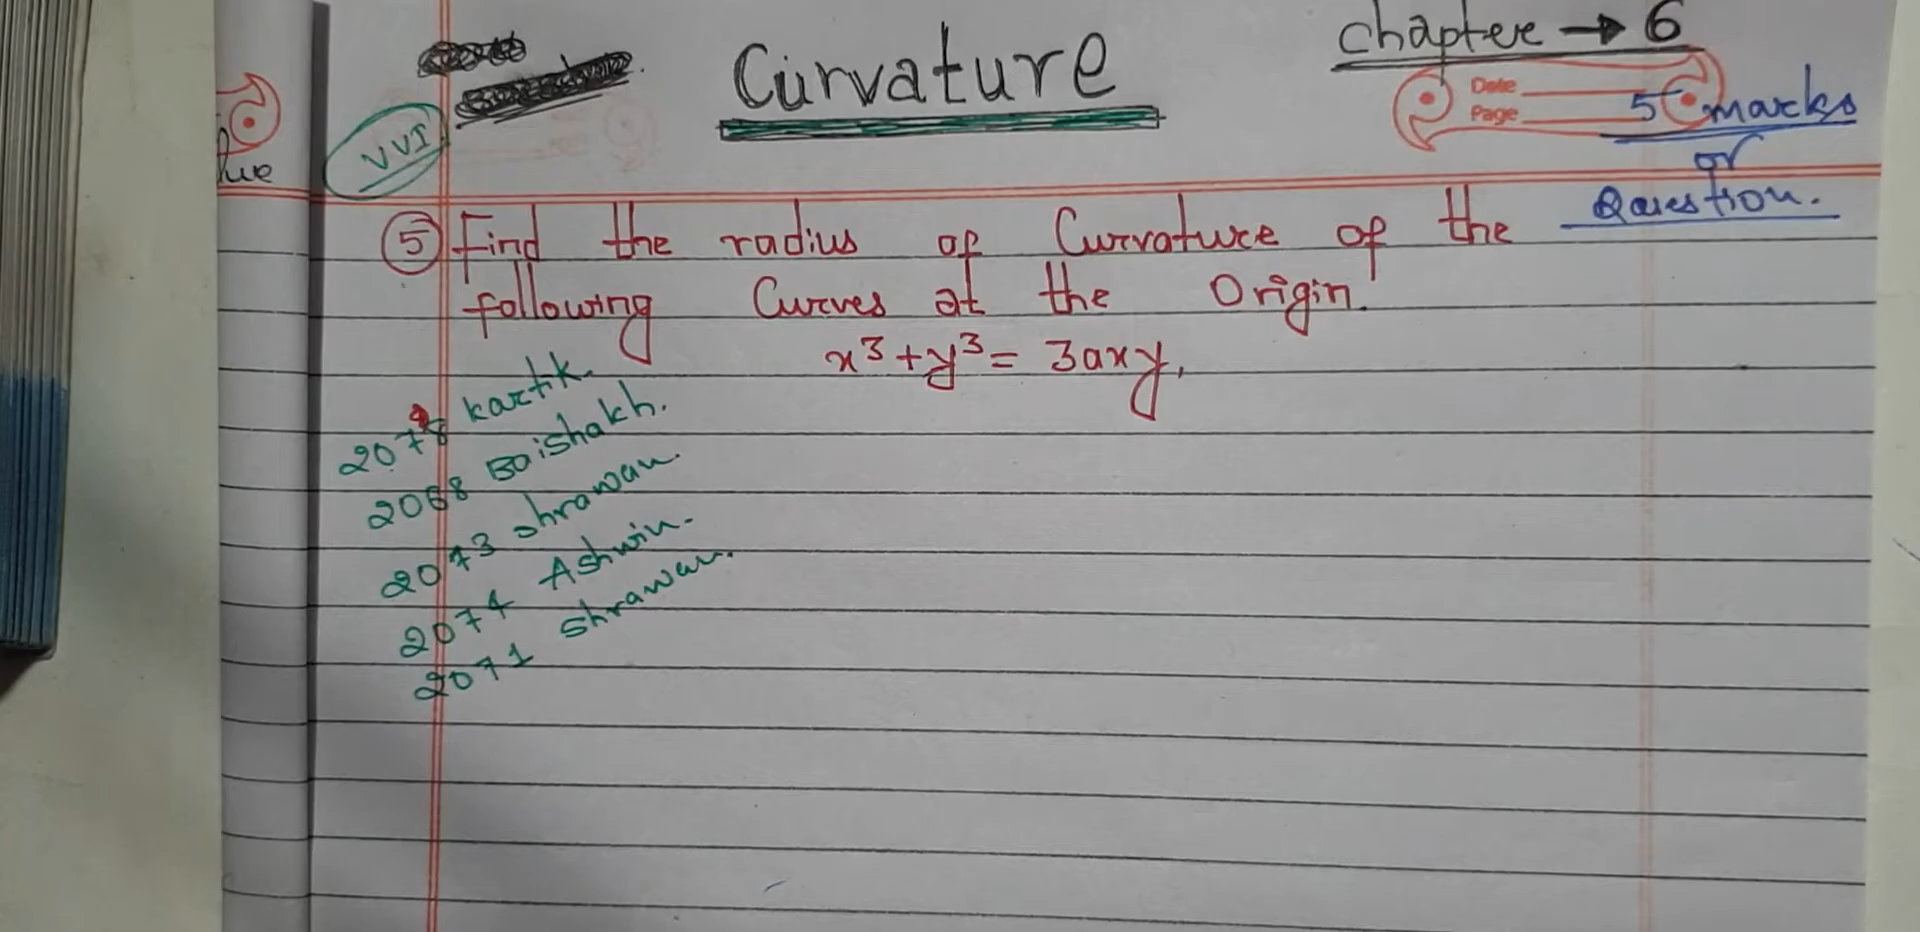 Curvature
chapter → 6
Date
Page
5 marks
or
Question.
VVI
⑤ Find the radius of Curvature of the
following Curves at the Origin.
x³+y³= 3axy,
kartik.
2068 Baishakh.
2073 shrawan.
2074 Ashwin.
2071 shrawan.